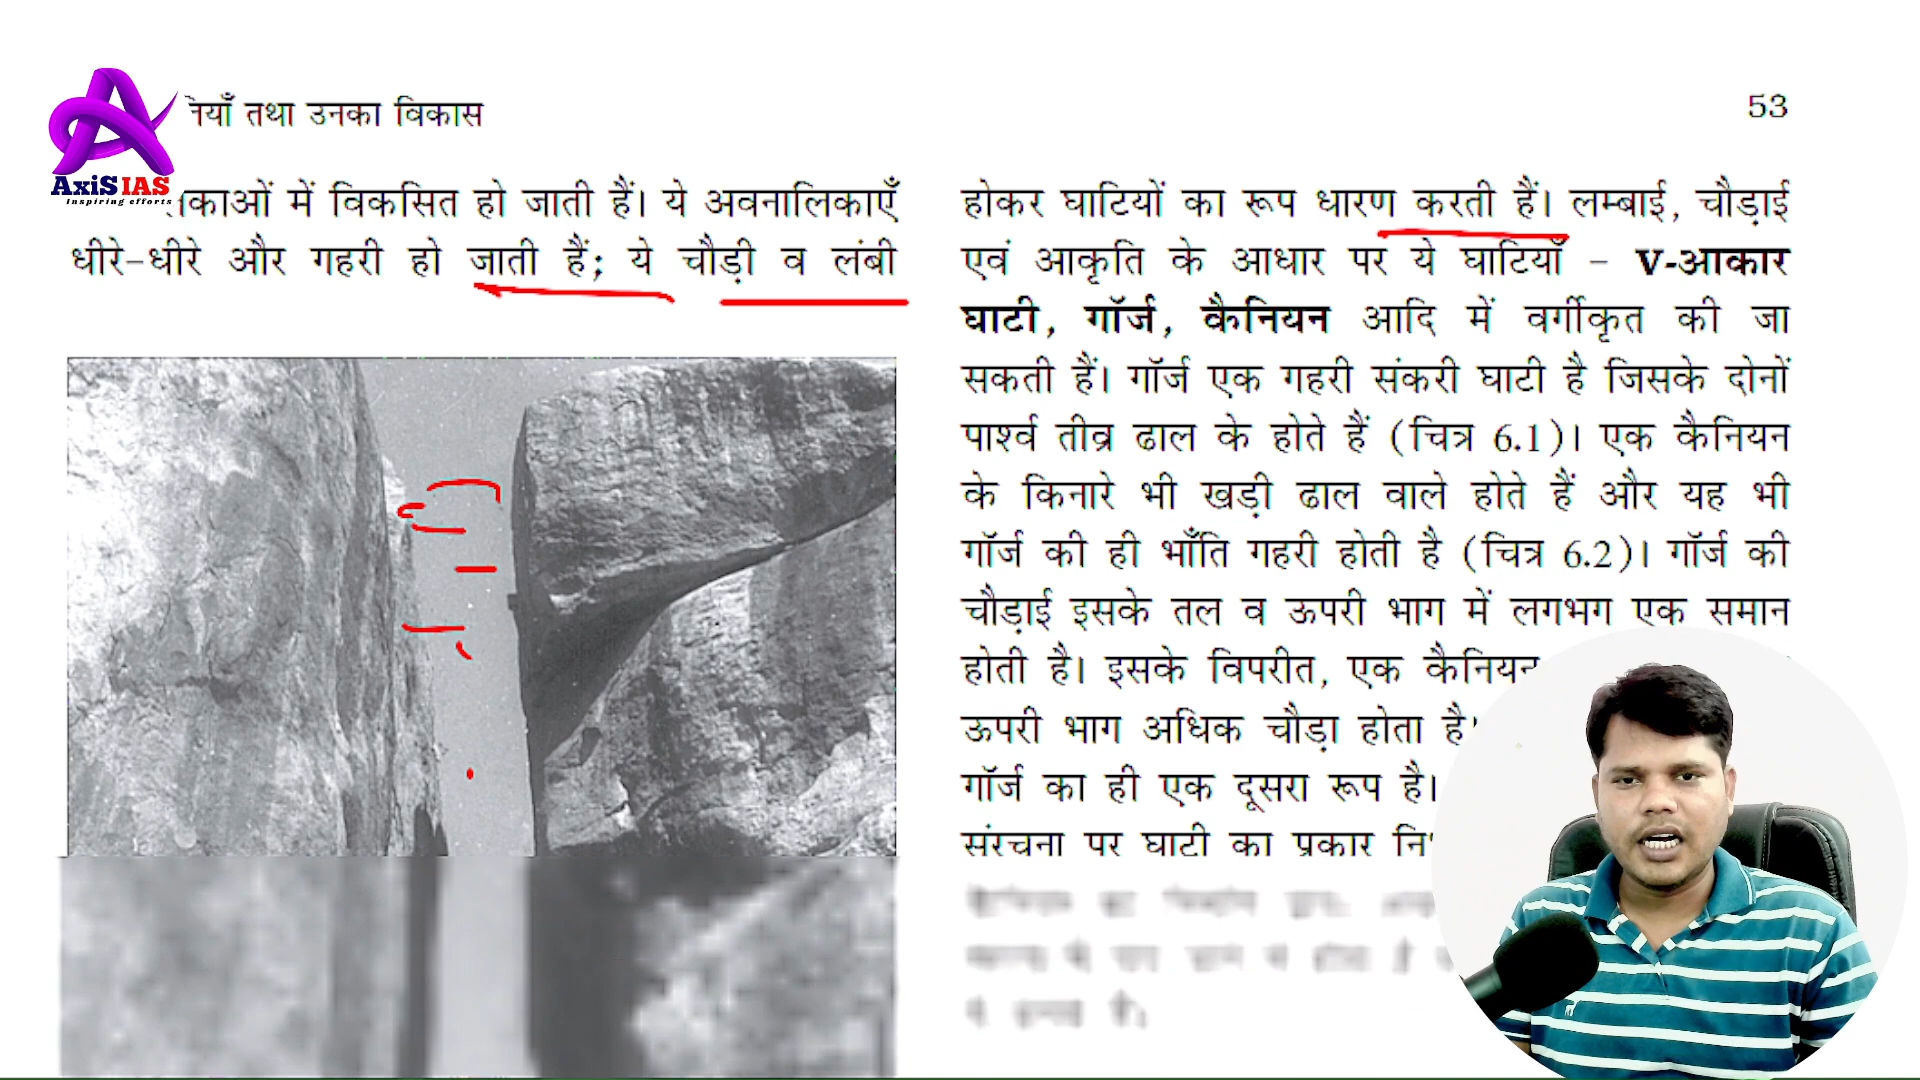 AxiS IAS
Inspiring efforts
तथा उनका विकास
53
में विकसित हो जाती हैं। ये अवनालिकाएँ
धीरे-धीरे और गहरी हो जाती हैं; ये चौड़ी व लंबी
होकर घाटियों का रूप धारण करती हैं। लम्बाई, चौड़ाई
एवं आकृति के आधार पर ये घाटियाँ – V-आकार
घाटी, गॉर्ज, कैनियन आदि में वर्गीकृत की जा
सकती हैं। गॉर्ज एक गहरी संकरी घाटी है जिसके दोनों
पार्श्व तीव्र ढाल के होते हैं (चित्र 6.1)। एक कैनियन
के किनारे भी खड़ी ढाल वाले होते हैं और यह भी
गॉर्ज की ही भाँति गहरी होती है (चित्र 6.2)। गॉर्ज की
चौड़ाई इसके तल व ऊपरी भाग में लगभग एक समान
होती है। इसके विपरीत, एक कैनियन
ऊपरी भाग अधिक चौड़ा होता है।
गॉर्ज का ही एक दूसरा रूप है।
संरचना पर घाटी का प्रकार